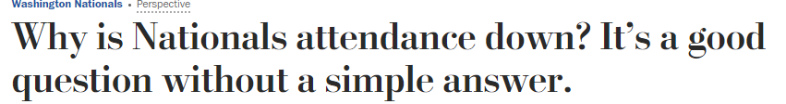 Washington Nationals • Perspective
Why is Nationals attendance down? It’s a good
question without a simple answer.